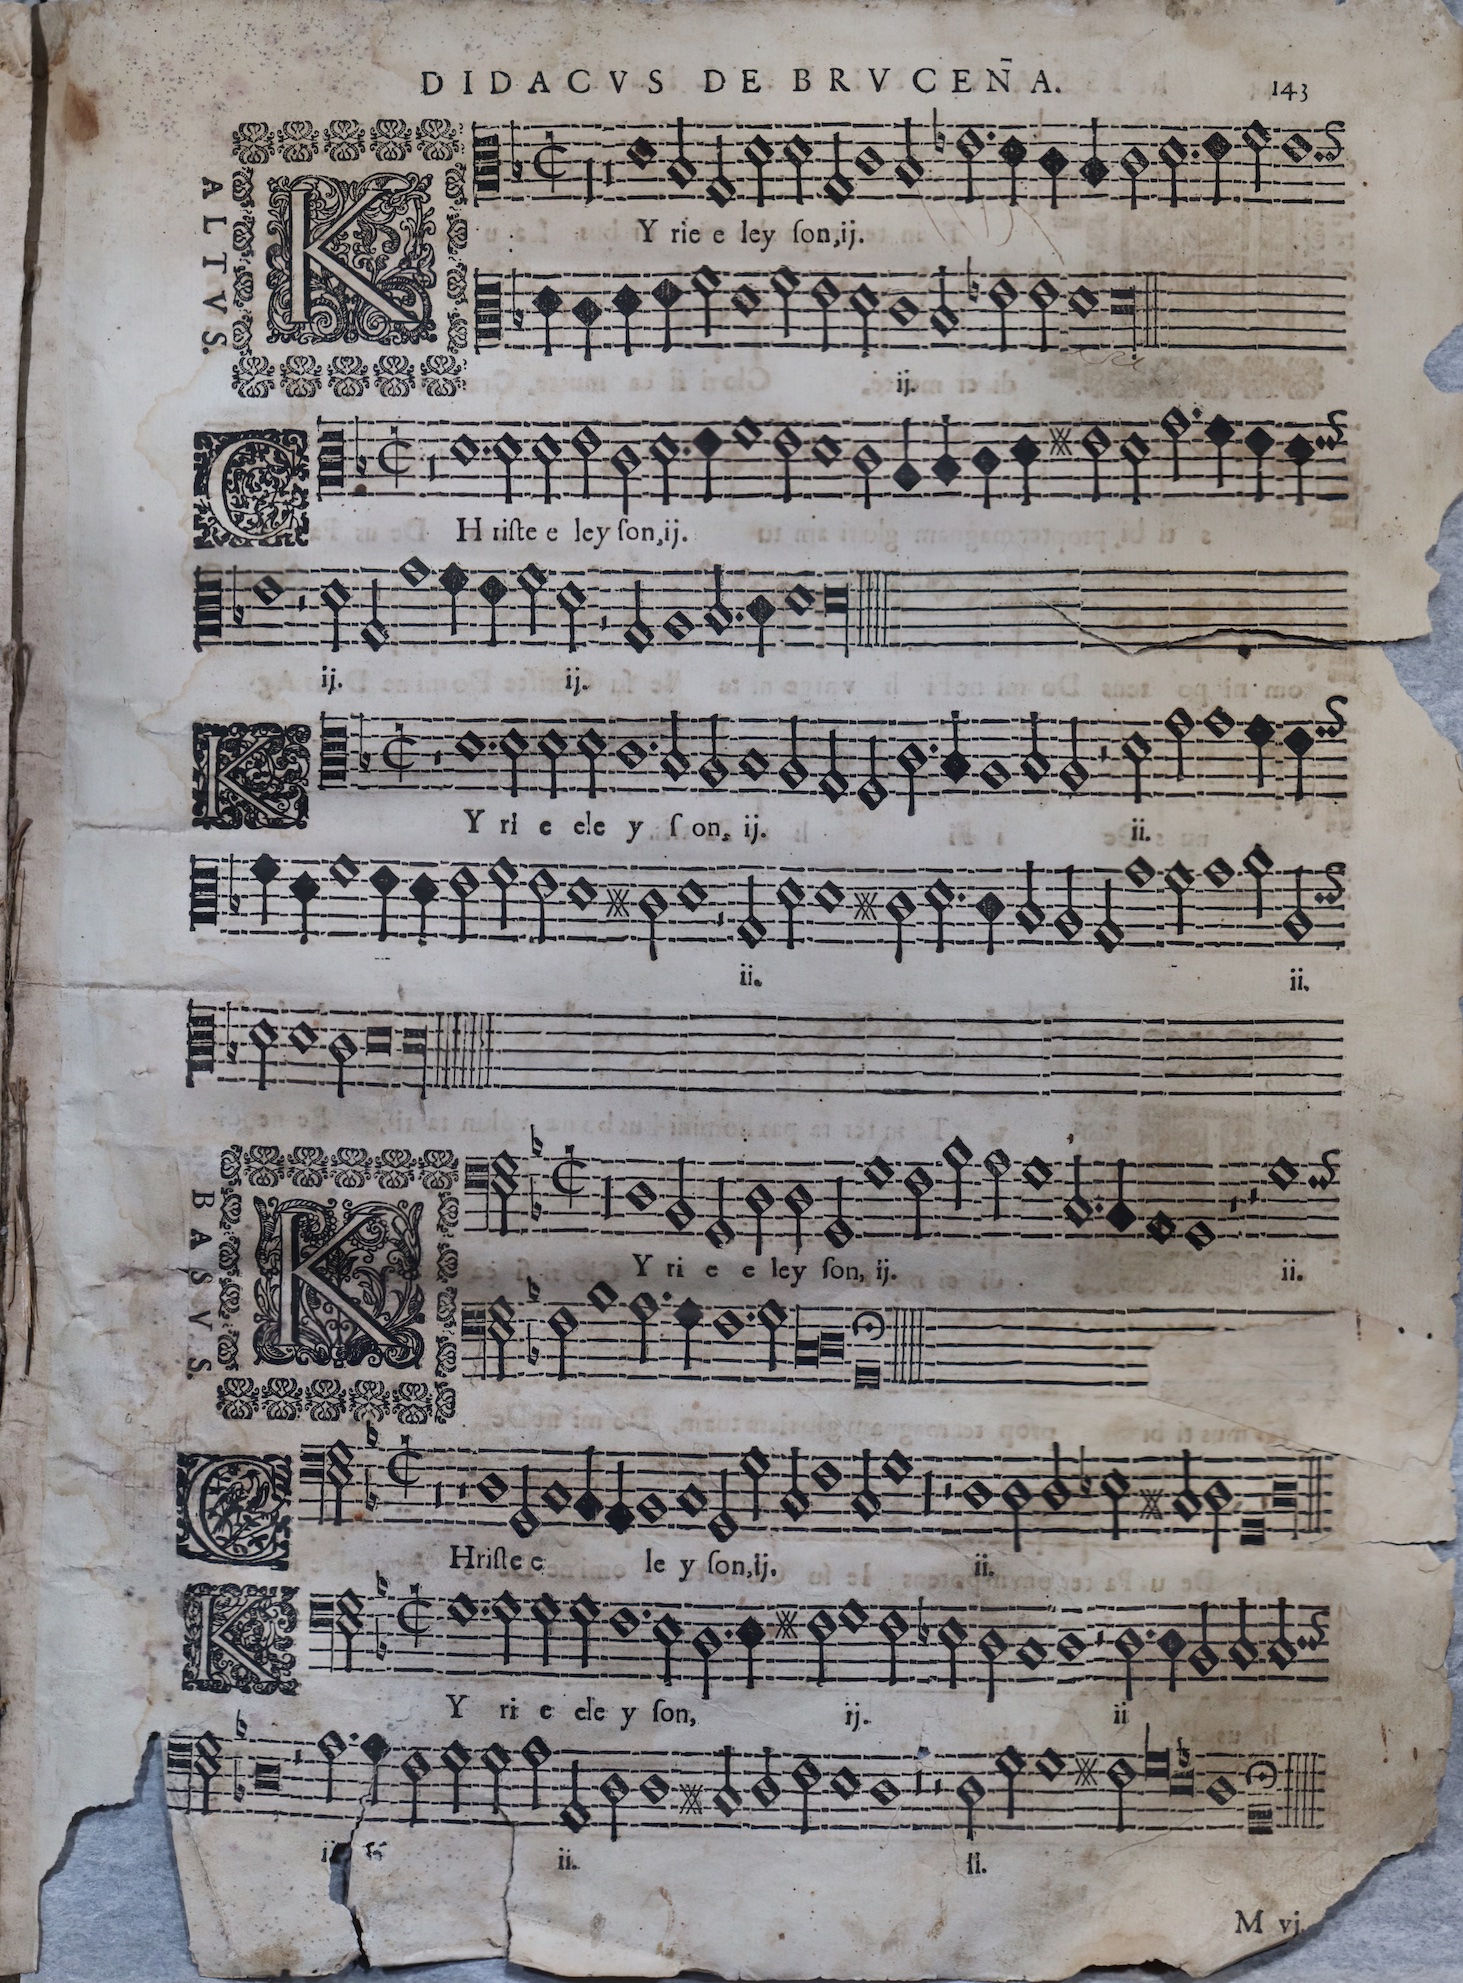 DIDACVS DE BRVCEÑA. 143
ALTVS.
K
Y rie e ley ſon,ij.
ij.
C
H riſte e ley ſon,ij.
ij. ij.
K
Y ri e ele y ſ on, ij. ii.
ii. ii.
BASVS.
K
Y ri e e ley ſon, ij. ii.
C
Hriſte e le y ſon,ij. ii.
K
Y ri e ele y ſon, ij. ii
ii. ii.
M vj.